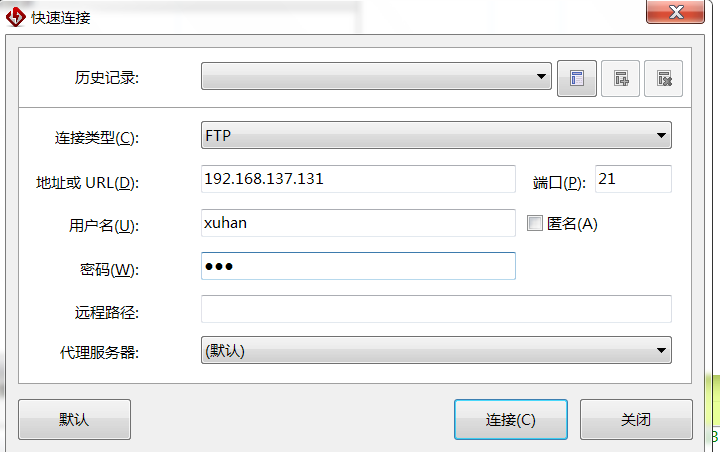 快速连接
历史记录:
连接类型(C): FTP
地址或 URL(D): 192.168.137.131 端口(P): 21
用户名(U): xuhan 匿名(A)
密码(W): ●●●
远程路径:
代理服务器: (默认)
默认 连接(C) 关闭
3